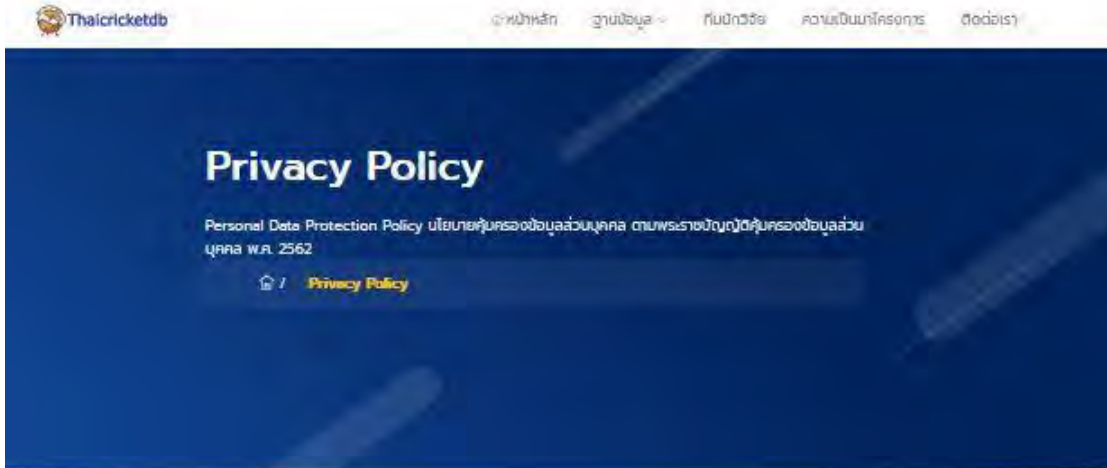 Thaicricketdb
หน้าหลัก ฐานข้อมูล ทีมนักวิจัย ความเป็นมาโครงการ ติดต่อเรา
Privacy Policy
Personal Data Protection Policy นโยบายคุ้มครองข้อมูลส่วนบุคคล ตามพระราชบัญญัติคุ้มครองข้อมูลส่วน
บุคคล พ.ศ. 2562
/ Privacy Policy